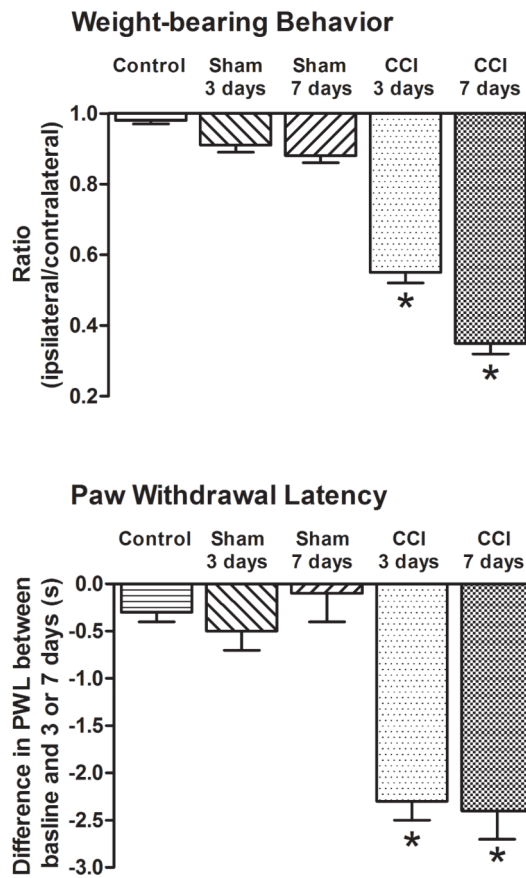 Weight-bearing Behavior
Control Sham Sham CCI CCI
3 days 7 days 3 days 7 days
1.0
0.8
0.6
0.4
0.2
Ratio
(ipsilateral/contralateral)
*
*
Paw Withdrawal Latency
Control Sham Sham CCI CCI
3 days 7 days 3 days 7 days
0.0
-0.5
-1.0
-1.5
-2.0
-2.5
-3.0
Difference in PWL between
basline and 3 or 7 days (s)
*
*